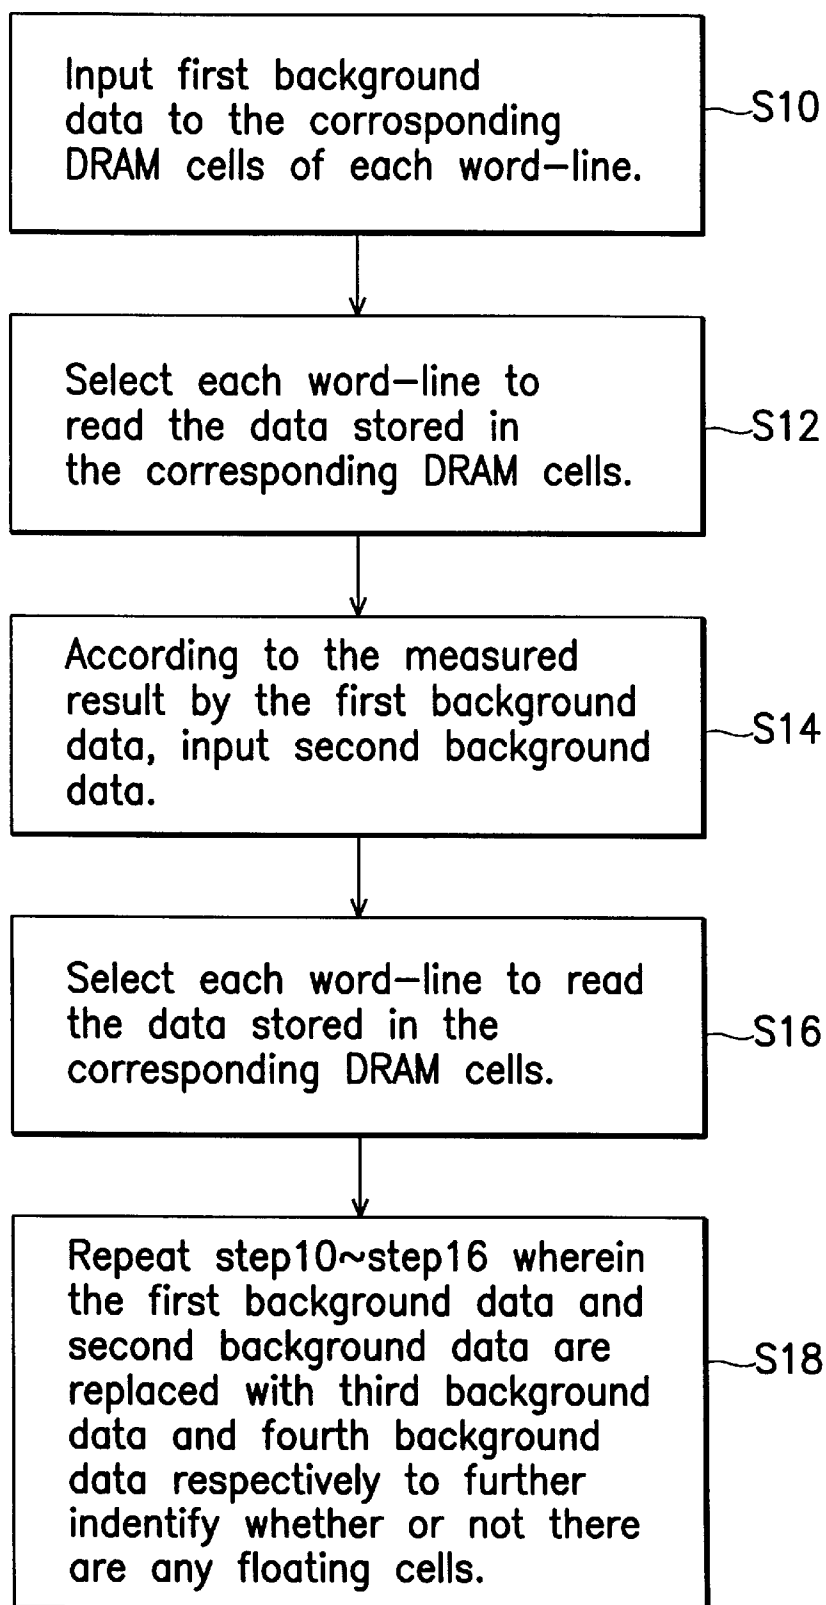 Input first background
data to the corrosponding
DRAM cells of each word-line.
S10
Select each word-line to
read the data stored in
the corresponding DRAM cells.
S12
According to the measured
result by the first background
data, input second background
data.
S14
Select each word-line to read
the data stored in the
corresponding DRAM cells.
S16
Repeat step10~step16 wherein
the first background data and
second background data are
replaced with third background
data and fourth background
data respectively to further
indentify whether or not there
are any floating cells.
S18